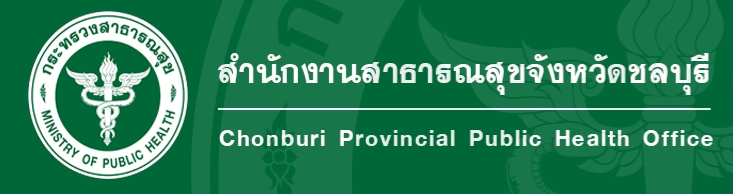 กระทรวงสาธารณสุข
MINISTRY OF PUBLIC HEALTH
สำนักงานสาธารณสุขจังหวัดชลบุรี
Chonburi Provincial Public Health Office